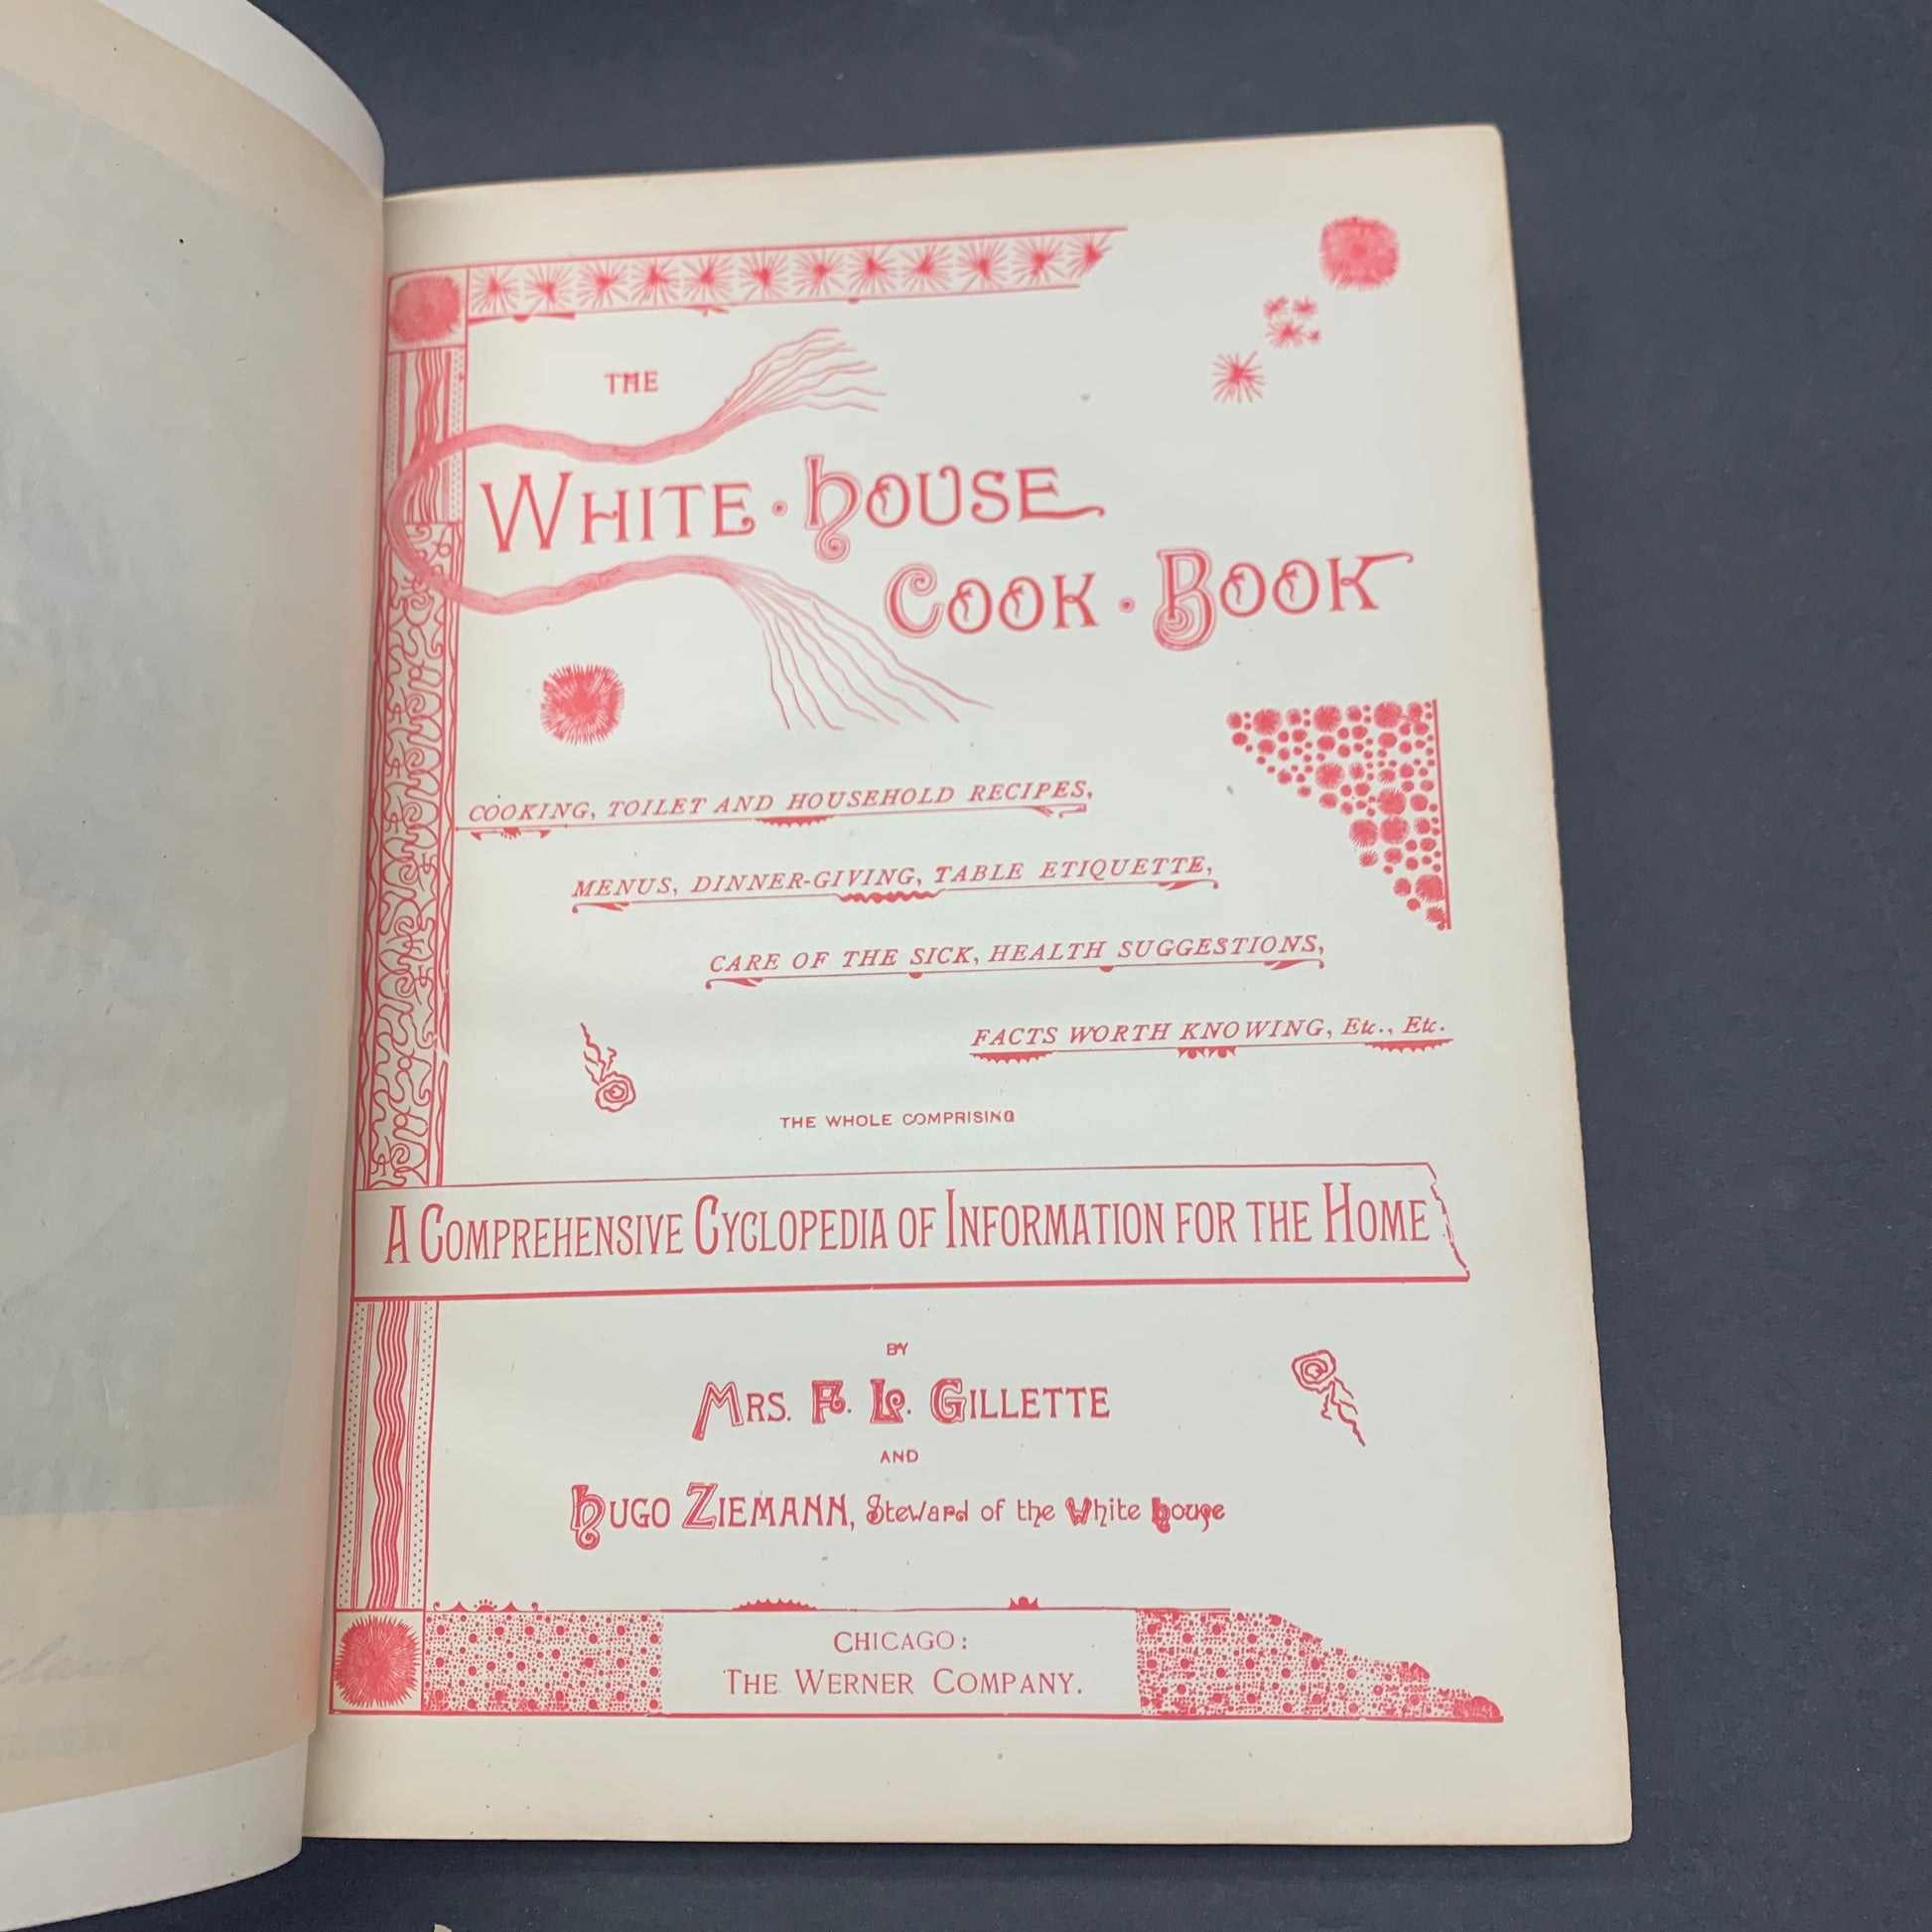 THE
WHITE·HOUSE
COOK·BOOK
COOKING, TOILET AND HOUSEHOLD RECIPES,
MENUS, DINNER-GIVING, TABLE ETIQUETTE,
CARE OF THE SICK, HEALTH SUGGESTIONS,
FACTS WORTH KNOWING, Etc., Etc.
THE WHOLE COMPRISING
A COMPREHENSIVE CYCLOPEDIA OF INFORMATION FOR THE HOME
BY
MRS. F. L. GILLETTE
AND
HUGO ZIEMANN, Steward of the White House
CHICAGO:
THE WERNER COMPANY.